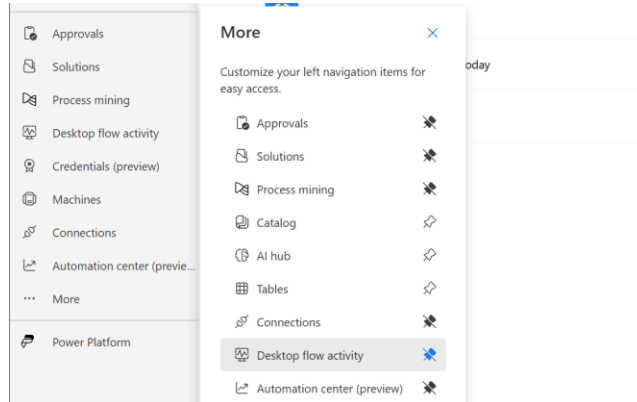 Approvals
Solutions
Process mining
Desktop flow activity
Credentials (preview)
Machines
Connections
Automation center (previe...
More
Power Platform
More
Customize your left navigation items for
easy access.
Approvals
Solutions
Process mining
Catalog
AI hub
Tables
Connections
Desktop flow activity
Automation center (preview)
oday